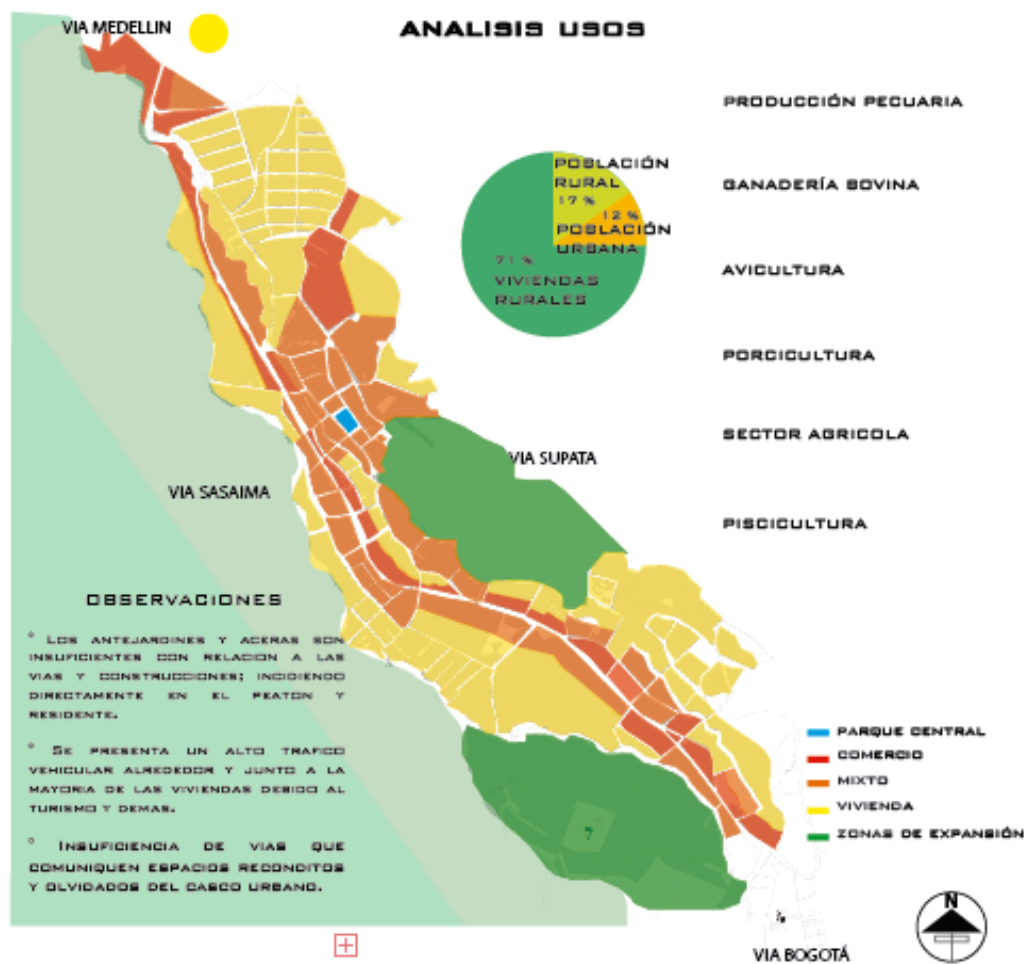 VIA MEDELLIN
ANALISIS USOS
PRODUCCIÓN PECUARIA
POBLACIÓN
RURAL
17 %
GANADERÍA BOVINA
12 %
POBLACIÓN
URBANA
71 %
VIVIENDAS
RURALES
AVICULTURA
PORCICULTURA
SECTOR AGRICOLA
VIA SUPATA
VIA SASAIMA
PISCICULTURA
OBSERVACIONES
° LOS ANTEJARDINES Y ACERAS SON
INSUFICIENTES CON RELACION A LAS
VIAS Y CONSTRUCCIONES; INCIDIENDO
DIRECTAMENTE EN EL PEATON Y
RESIDENTE.
° SE PRESENTA UN ALTO TRAFICO
VEHICULAR ALREDEDOR Y JUNTO A LA
MAYORIA DE LAS VIVIENDAS DEBIDO AL
TURISMO Y DEMAS.
° INSUFICIENCIA DE VIAS QUE
COMUNIQUEN ESPACIOS RECONDITOS
Y OLVIDADOS DEL CASCO URBANO.
PARQUE CENTRAL
COMERCIO
MIXTO
VIVIENDA
ZONAS DE EXPANSIÓN
N
VIA BOGOTÁ